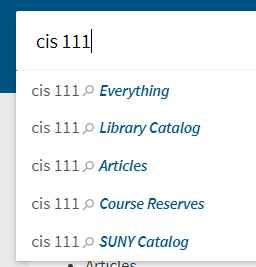 cis 111
cis 111 Everything
cis 111 Library Catalog
cis 111 Articles
cis 111 Course Reserves
cis 111 SUNY Catalog
Articles